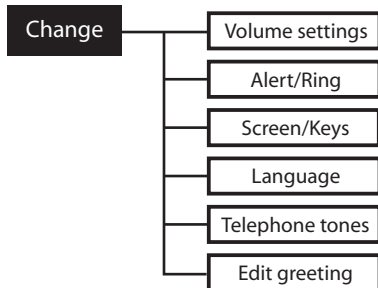 Change
Volume settings
Alert/Ring
Screen/Keys
Language
Telephone tones
Edit greeting